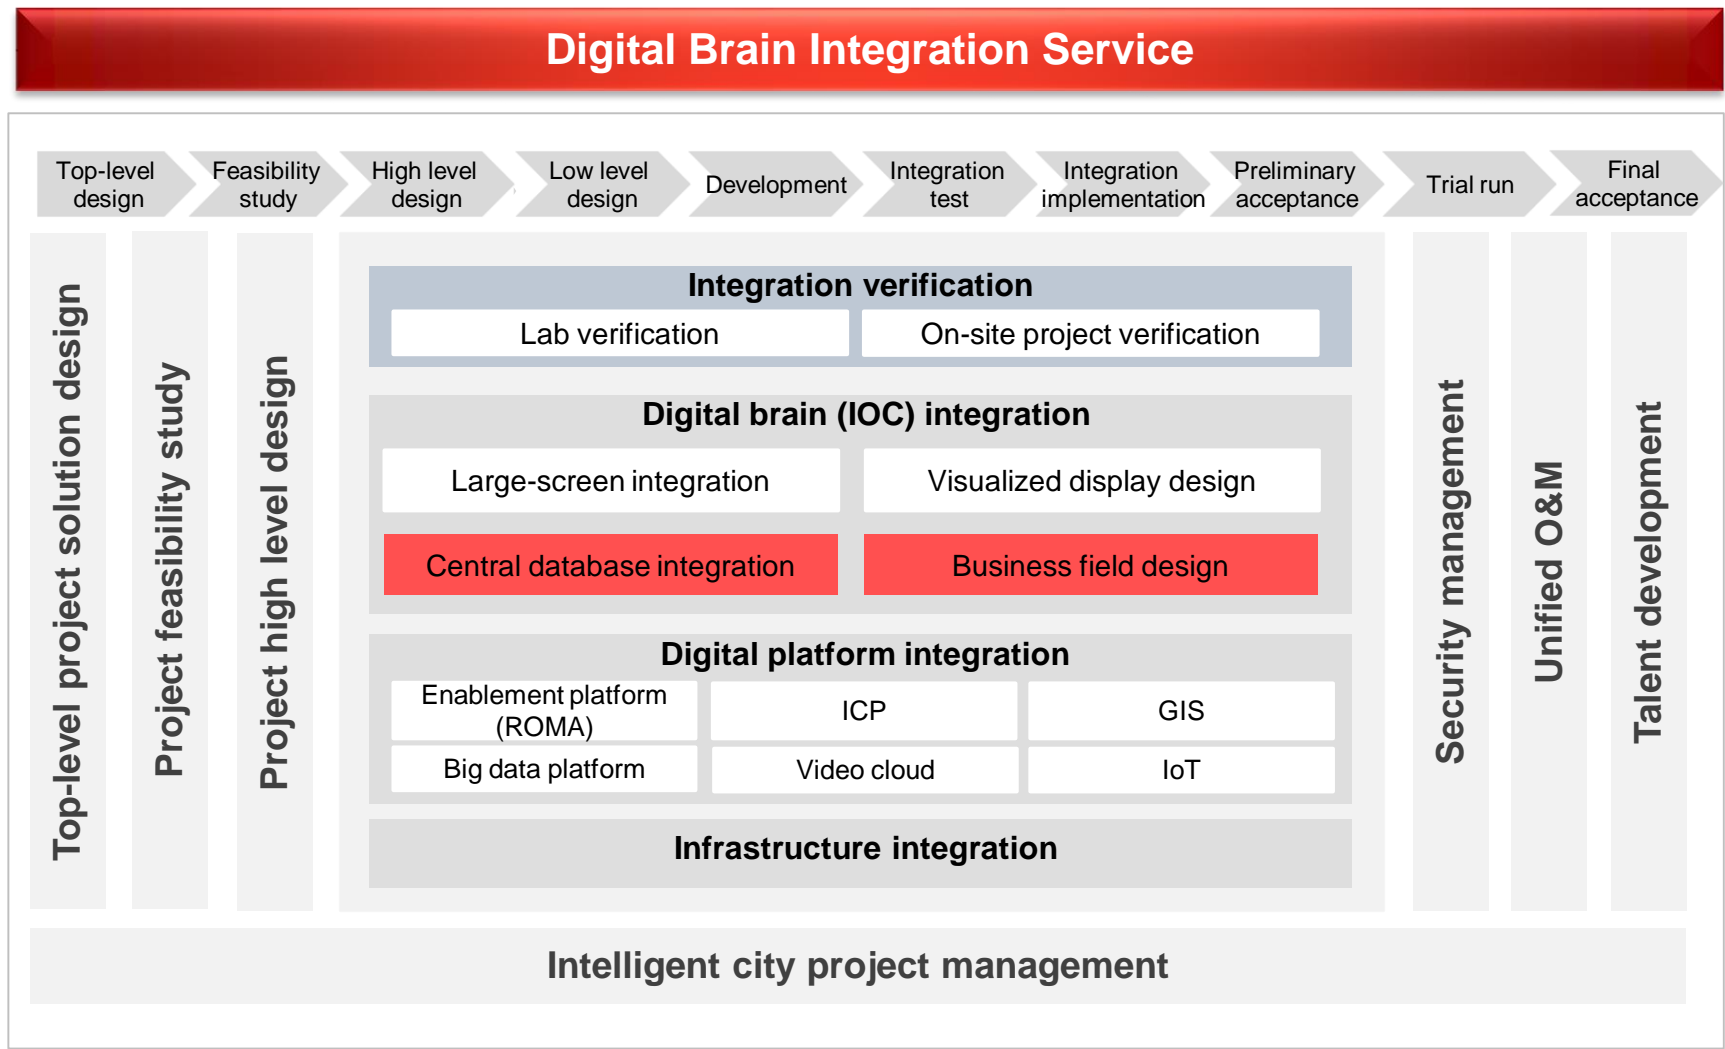 Digital Brain Integration Service
Top-level
design
Feasibility
study
High level
design
Low level
design
Development
Integration
test
Integration
implementation
Preliminary
acceptance
Trial run
Final
acceptance
Top-level project solution design
Project feasibility study
Project high level design
Integration verification
Lab verification
On-site project verification
Digital brain (IOC) integration
Large-screen integration
Visualized display design
Central database integration
Business field design
Digital platform integration
Enablement platform
(ROMA)
ICP
GIS
Big data platform
Video cloud
IoT
Infrastructure integration
Security management
Unified O&M
Talent development
Intelligent city project management